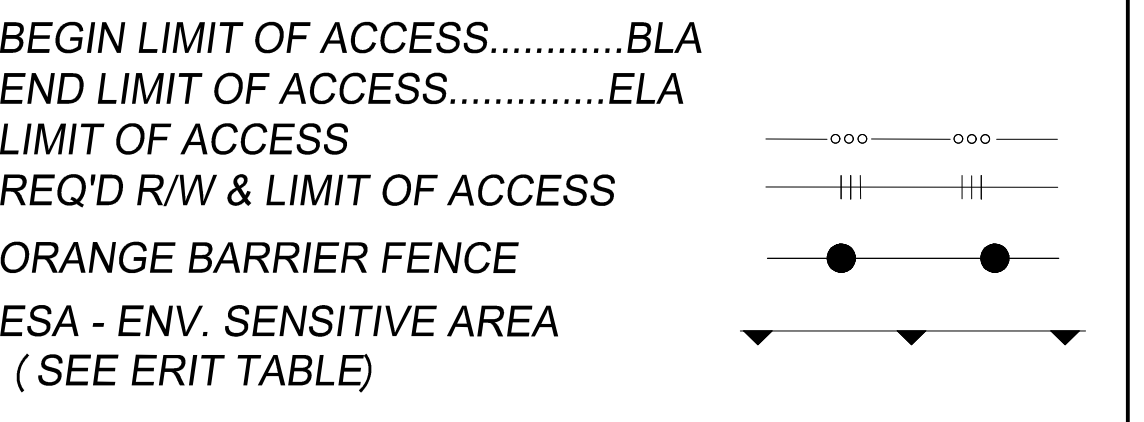 BEGIN LIMIT OF ACCESS............BLA
END LIMIT OF ACCESS..............ELA
LIMIT OF ACCESS
REQ'D R/W & LIMIT OF ACCESS
ORANGE BARRIER FENCE
ESA - ENV. SENSITIVE AREA
( SEE ERIT TABLE)